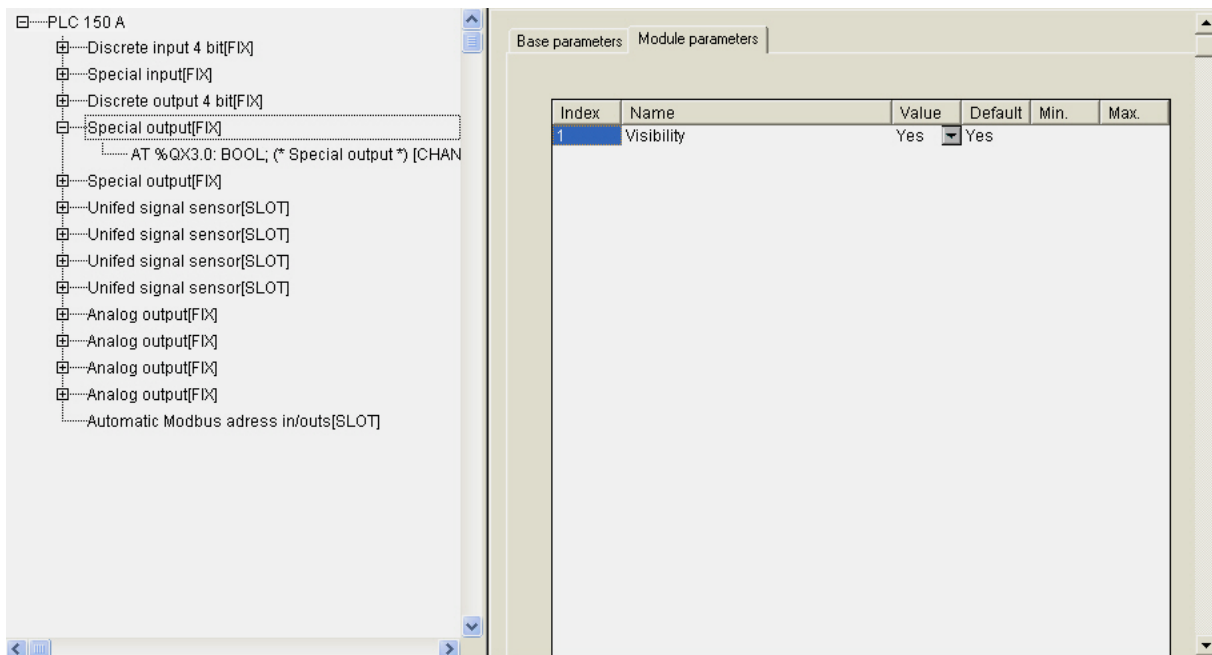 PLC 150 A
Discrete input 4 bit[FIX]
Special input[FIX]
Discrete output 4 bit[FIX]
Special output[FIX]
AT %QX3.0: BOOL; (* Special output *) [CHAN
Special output[FIX]
Unifed signal sensor[SLOT]
Unifed signal sensor[SLOT]
Unifed signal sensor[SLOT]
Unifed signal sensor[SLOT]
Analog output[FIX]
Analog output[FIX]
Analog output[FIX]
Analog output[FIX]
Automatic Modbus adress in/outs[SLOT]
Base parameters Module parameters
Index Name Value Default Min. Max.
1 Visibility Yes Yes